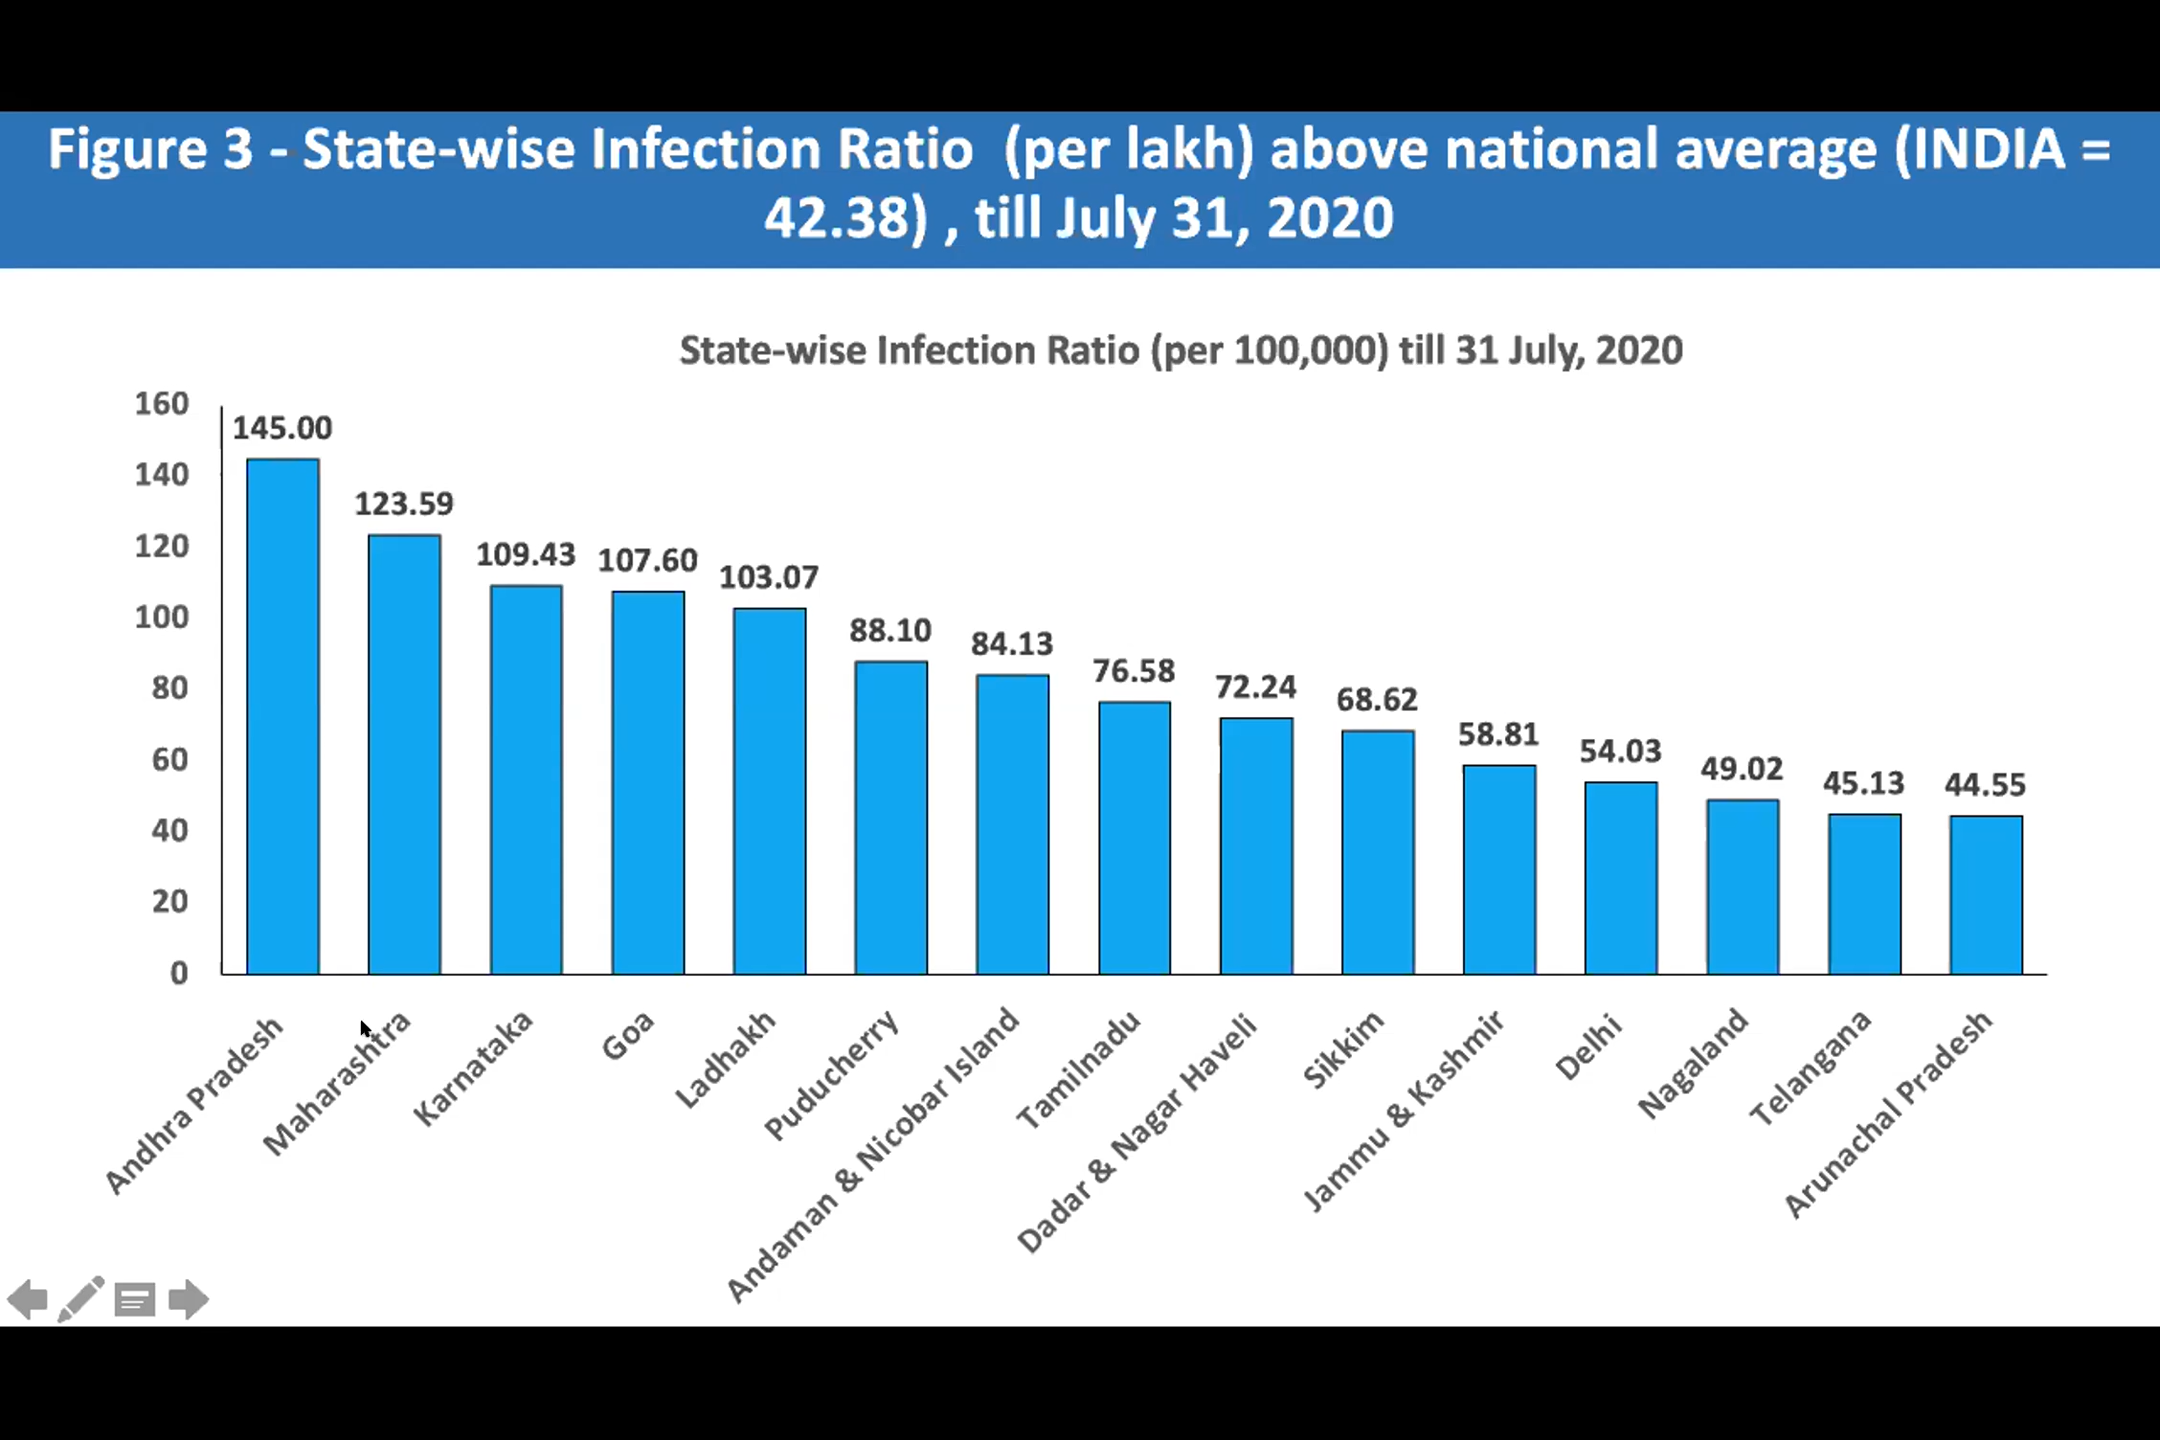 Figure 3 - State-wise Infection Ratio (per lakh) above national average (INDIA =
42.38) , till July 31, 2020
State-wise Infection Ratio (per 100,000) till 31 July, 2020
160
140
120
100
80
60
40
20
0
145.00
123.59
109.43
107.60
103.07
88.10
84.13
76.58
72.24
68.62
58.81
54.03
49.02
45.13
44.55
Andhra Pradesh
Maharashtra
Karnataka
Goa
Ladhakh
Puducherry
Andaman & Nicobar Island
Tamilnadu
Dadar & Nagar Haveli
Sikkim
Jammu & Kashmir
Delhi
Nagaland
Telangana
Arunachal Pradesh